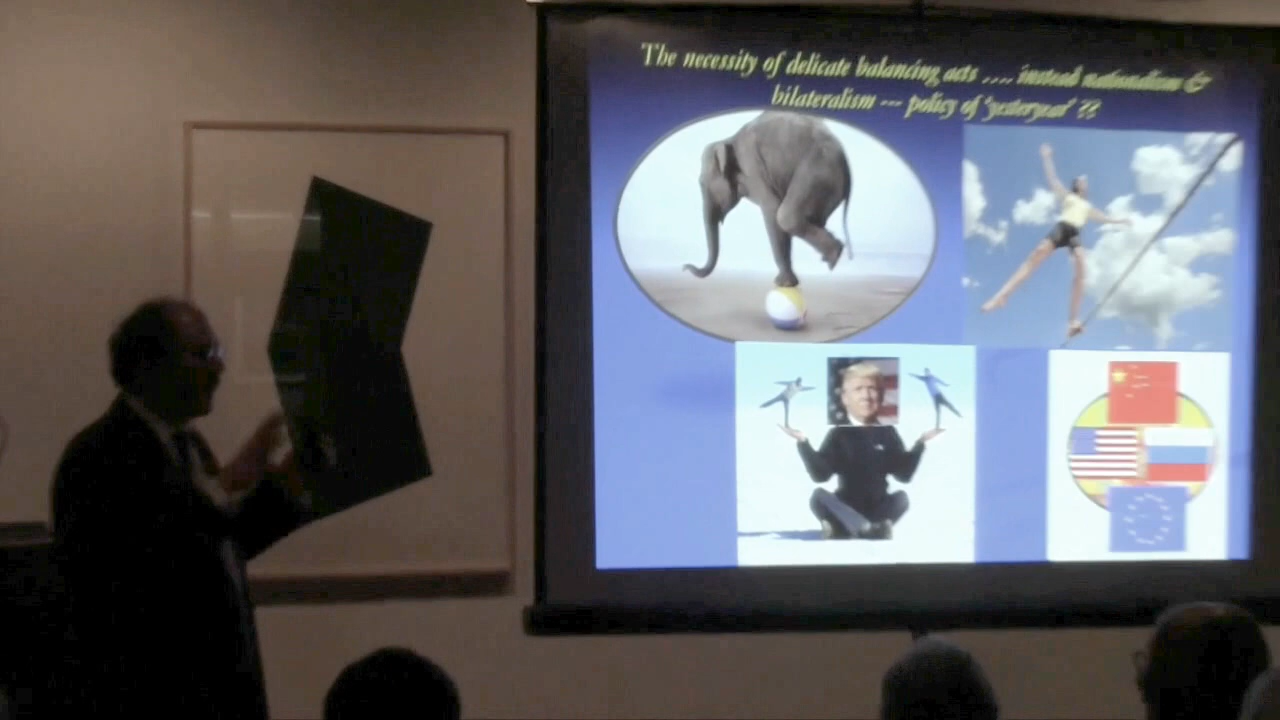 The necessity of delicate balancing acts .... instead nationalism &
bilateralism --- policy of 'yesteryear' ??